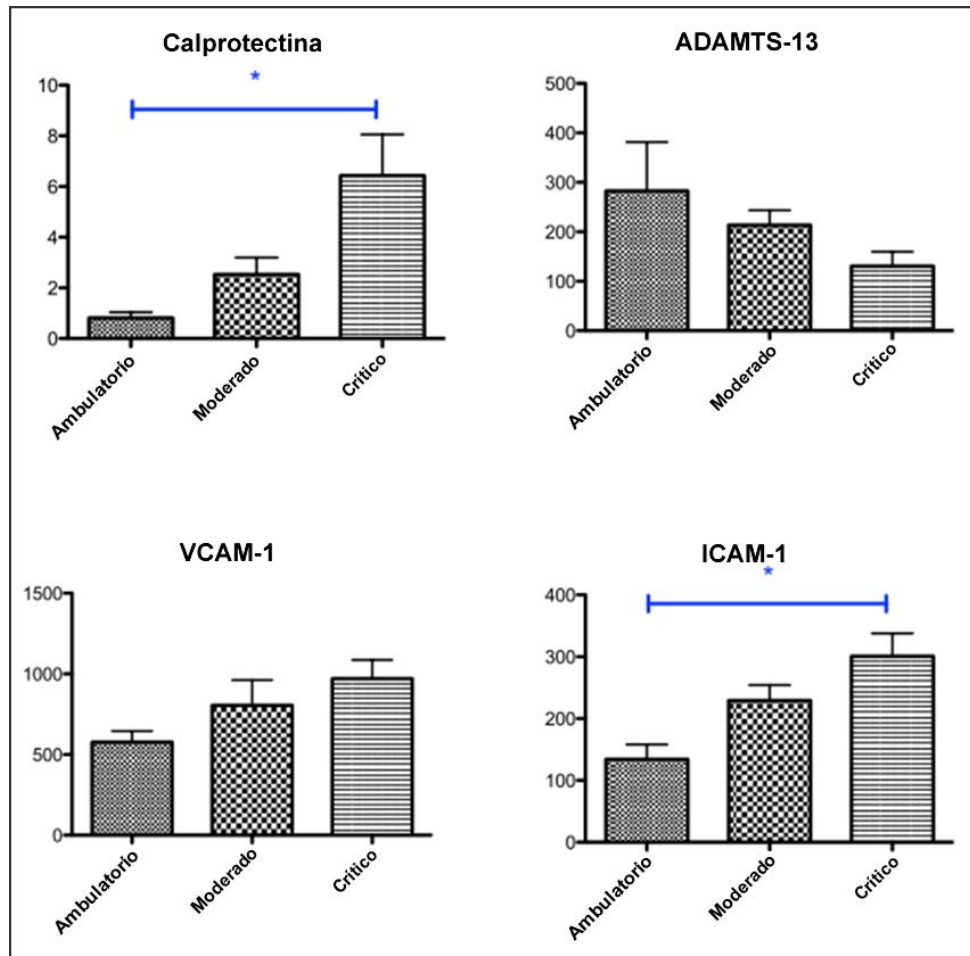 Calprotectina
*
10
8
6
4
2
0
Ambulatorio
Moderado
Crítico
ADAMTS-13
500
400
300
200
100
0
Ambulatorio
Moderado
Crítico
VCAM-1
1500
1000
500
0
Ambulatorio
Moderado
Crítico
ICAM-1
*
400
300
200
100
0
Ambulatorio
Moderado
Crítico